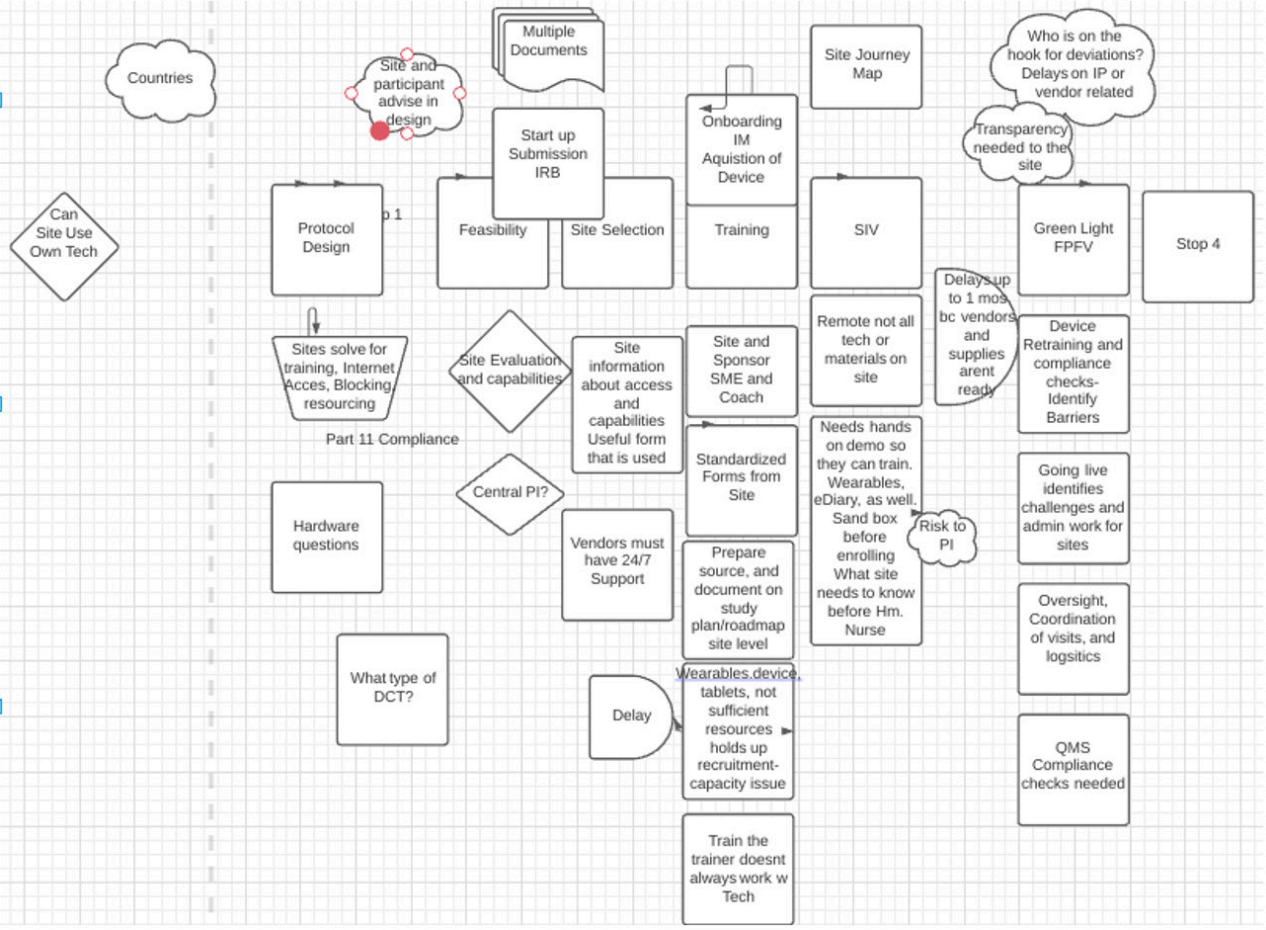 Countries
Can
Site Use
Own Tech
Site and
participant
advise in
design
Multiple
Documents
Start up
Submission
IRB
Onboarding
IM
Aquistion of
Device
Site Journey
Map
Who is on the
hook for deviations?
Delays on IP or
vendor related
Transparency
needed to the
site
Protocol
Design
p 1
Feasibility
Site Selection
Training
SIV
Green Light
FPFV
Stop 4
Sites solve for
training, Internet
Acces, Blocking,
resourcing
Part 11 Compliance
Hardware
questions
What type of
DCT?
Site Evaluation
and capabilities
Central PI?
Site
information
about access
and
capabilities
Useful form
that is used
Vendors must
have 24/7
Support
Delay
Site and
Sponsor
SME and
Coach
Standardized
Forms from
Site
Prepare
source, and
document on
study
plan/roadmap
site level
Wearables.device,
tablets, not
sufficient
resources
holds up
recruitment-
capacity issue
Train the
trainer doesnt
always work w
Tech
Remote not all
tech or
materials on
site
Needs hands
on demo so
they can train.
Wearables,
eDiary, as well.
Sand box
before
enrolling
What site
needs to know
before Hm.
Nurse
Delays up
to 1 mos
bc vendors
and
supplies
arent
ready
Risk to
PI
Device
Retraining and
compliance
checks-
Identify
Barriers
Going live
identifies
challenges and
admin work for
sites
Oversight,
Coordination
of visits, and
logsitics
QMS
Compliance
checks needed